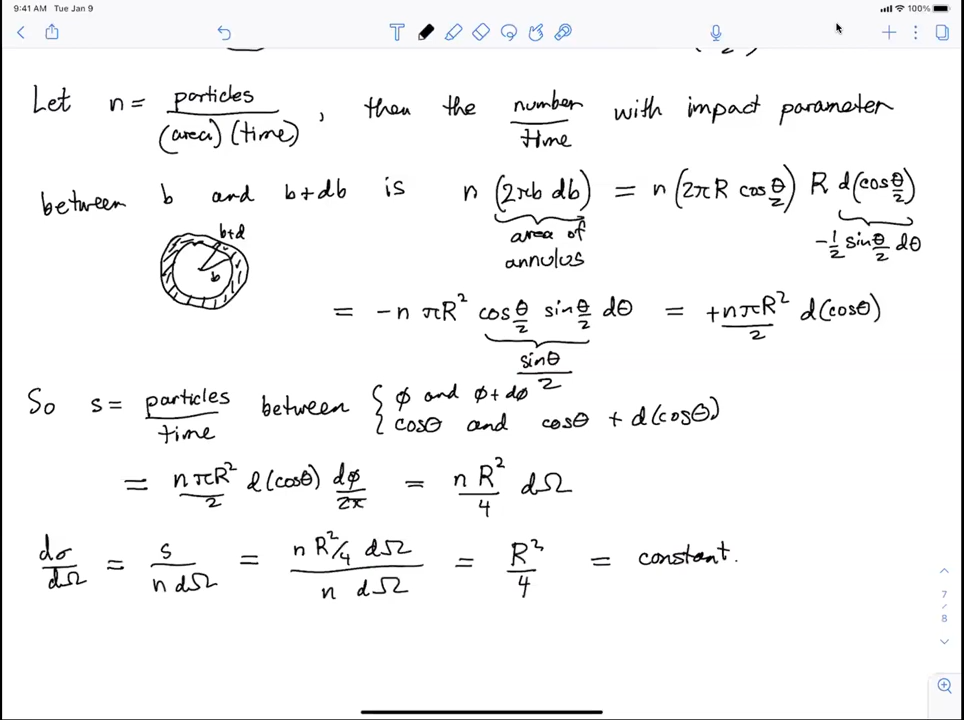 9:41 AM Tue Jan 9 100%
Let n = particles / (area)(time) , then the number / time with impact parameter
between b and b+db is n (2πb db) = n (2πR cos θ/2) R d(cos θ/2)
area of annulus
-1/2 sin θ/2 dθ
b+d
b
= -n πR² cos θ/2 sin θ/2 dθ = + nπR²/2 d(cosθ)
sinθ / 2
So s = particles / time between { φ and φ+dφ
cosθ and cosθ + d(cosθ)
= nπR²/2 d(cosθ) dφ/2π = nR²/4 dΩ
dσ/dΩ = s / n dΩ = n R²/4 dΩ / n dΩ = R²/4 = constant.
7 / 8